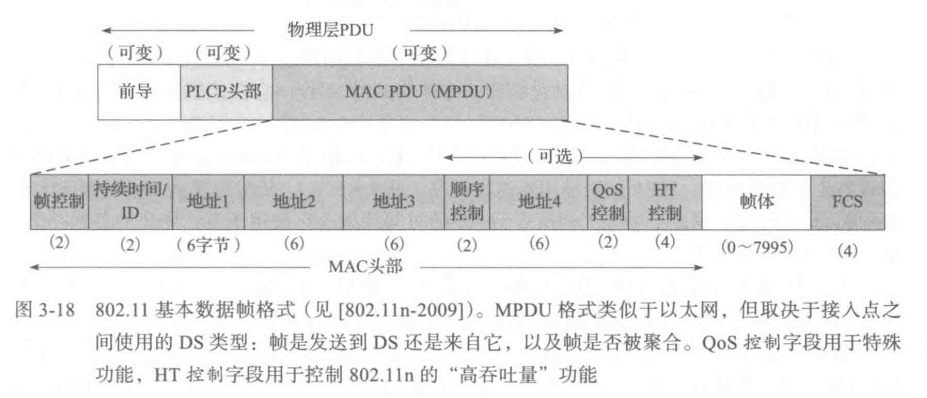 物理层PDU
(可变) (可变) (可变)
前导 PLCP头部 MAC PDU (MPDU)
(可选)
帧控制 持续时间/ID 地址1 地址2 地址3 顺序控制 地址4 QoS控制 HT控制 帧体 FCS
(2) (2) (6字节) (6) (6) (2) (6) (2) (4) (0~7995) (4)
MAC头部
图 3-18 802.11 基本数据帧格式（见 [802.11n-2009]）。MPDU 格式类似于以太网，但取决于接入点之
间使用的 DS 类型：帧是发送到 DS 还是来自它，以及帧是否被聚合。QoS 控制字段用于特殊
功能，HT 控制字段用于控制 802.11n 的“高吞吐量”功能